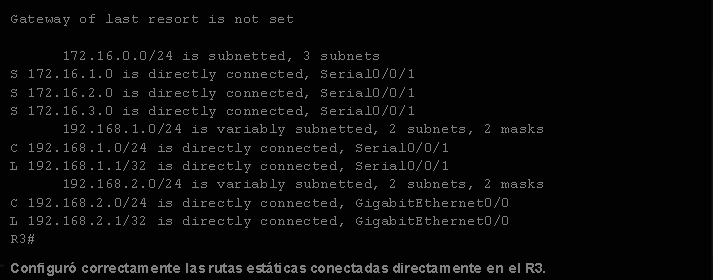 Gateway of last resort is not set
172.16.0.0/24 is subnetted, 3 subnets
S 172.16.1.0 is directly connected, Serial0/0/1
S 172.16.2.0 is directly connected, Serial0/0/1
S 172.16.3.0 is directly connected, Serial0/0/1
192.168.1.0/24 is variably subnetted, 2 subnets, 2 masks
C 192.168.1.0/24 is directly connected, Serial0/0/1
L 192.168.1.1/32 is directly connected, Serial0/0/1
192.168.2.0/24 is variably subnetted, 2 subnets, 2 masks
C 192.168.2.0/24 is directly connected, GigabitEthernet0/0
L 192.168.2.1/32 is directly connected, GigabitEthernet0/0
R3#
Configuró correctamente las rutas estáticas conectadas directamente en el R3.